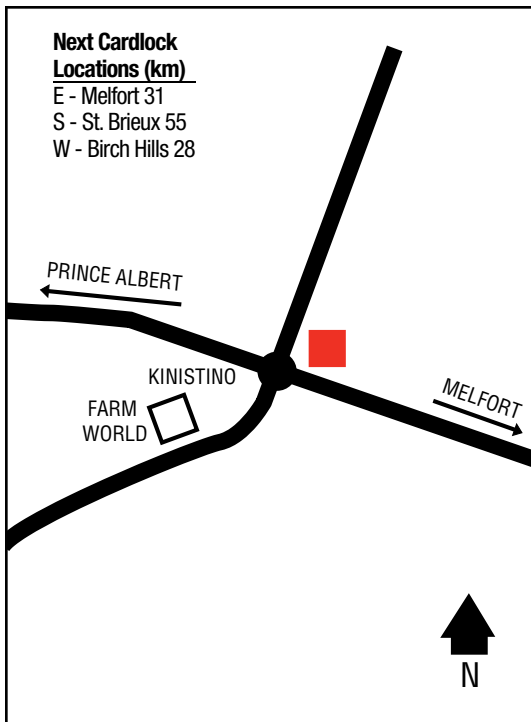 Next Cardlock
Locations (km)
E - Melfort 31
S - St. Brieux 55
W - Birch Hills 28
PRINCE ALBERT
KINISTINO
FARM
WORLD
MELFORT
N